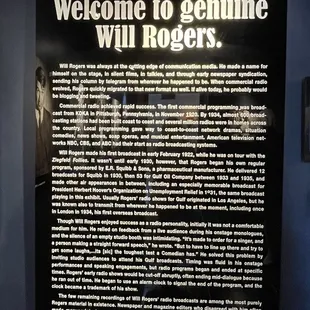 Welcome to genuine
Will Rogers.
Will Rogers was always at the cutting edge of communication media. He made a name for
himself on the stage, in silent films, in talkies, and through early newspaper syndication,
sending his column by telegram from wherever he happened to be. When commercial radio
evolved, Rogers quickly migrated to that new format as well. If alive today, he probably would
be blogging and tweeting.
Commercial radio achieved rapid success. The first commercial programming was broad-
cast from KDKA in Pittsburgh, Pennsylvania, in November 1920. By 1934, almost 600 broad-
casting stations had been built coast to coast and several million radios were in homes across
the country. Local programming gave way to coast-to-coast network dramas, situation
comedies, news shows, soap operas, and musical entertainment. American television net-
works NBC, CBS, and ABC had their start as radio broadcasting systems.
Will Rogers made his first broadcast in early February 1922, while he was on tour with the
Ziegfeld Follies. It wasn't until early 1930, however, that Rogers began his own regular
program, sponsored by E.R. Squibb & Sons, a pharmaceutical manufacturer. He delivered 12
broadcasts for Squibb in 1930, then 53 for Gulf Oil Company between 1933 and 1935, and
made other air appearances in between, including an especially memorable broadcast for
President Herbert Hoover's Organization on Unemployment Relief in 1931, the same broadcast
playing in this exhibit. Usually Rogers' radio shows for Gulf originated in Los Angeles, but he
was known also to transmit from wherever he happened to be at the moment, including once
in London in 1934, his first overseas broadcast.
Though Will Rogers enjoyed success as a radio personality, initially it was not a comfortable
medium for him. He relied on feedback from a live audience during his onstage monologues,
and the silence of an empty studio booth was intimidating. "It's made to order for a singer, and
a person making a straight forward speech," he wrote. "But to have to line up there and try to
get some laughs....its [sic] the toughest test a Comedian has." He solved this problem by
inviting studio audiences to attend his Gulf broadcasts. Timing was fluid in his onstage
performances and speaking engagements, but radio programs began and ended at specific
times. Rogers' early radio shows would be cut-off abruptly, often ending mid-dialogue because
he ran out of time. He began to use an alarm clock to signal the end of the program, and the
clock became a trademark of his show.
The few remaining recordings of Will Rogers' radio broadcasts are among the most purely
Rogers material in existence. Newspaper and magazine editors who disagreed with him often